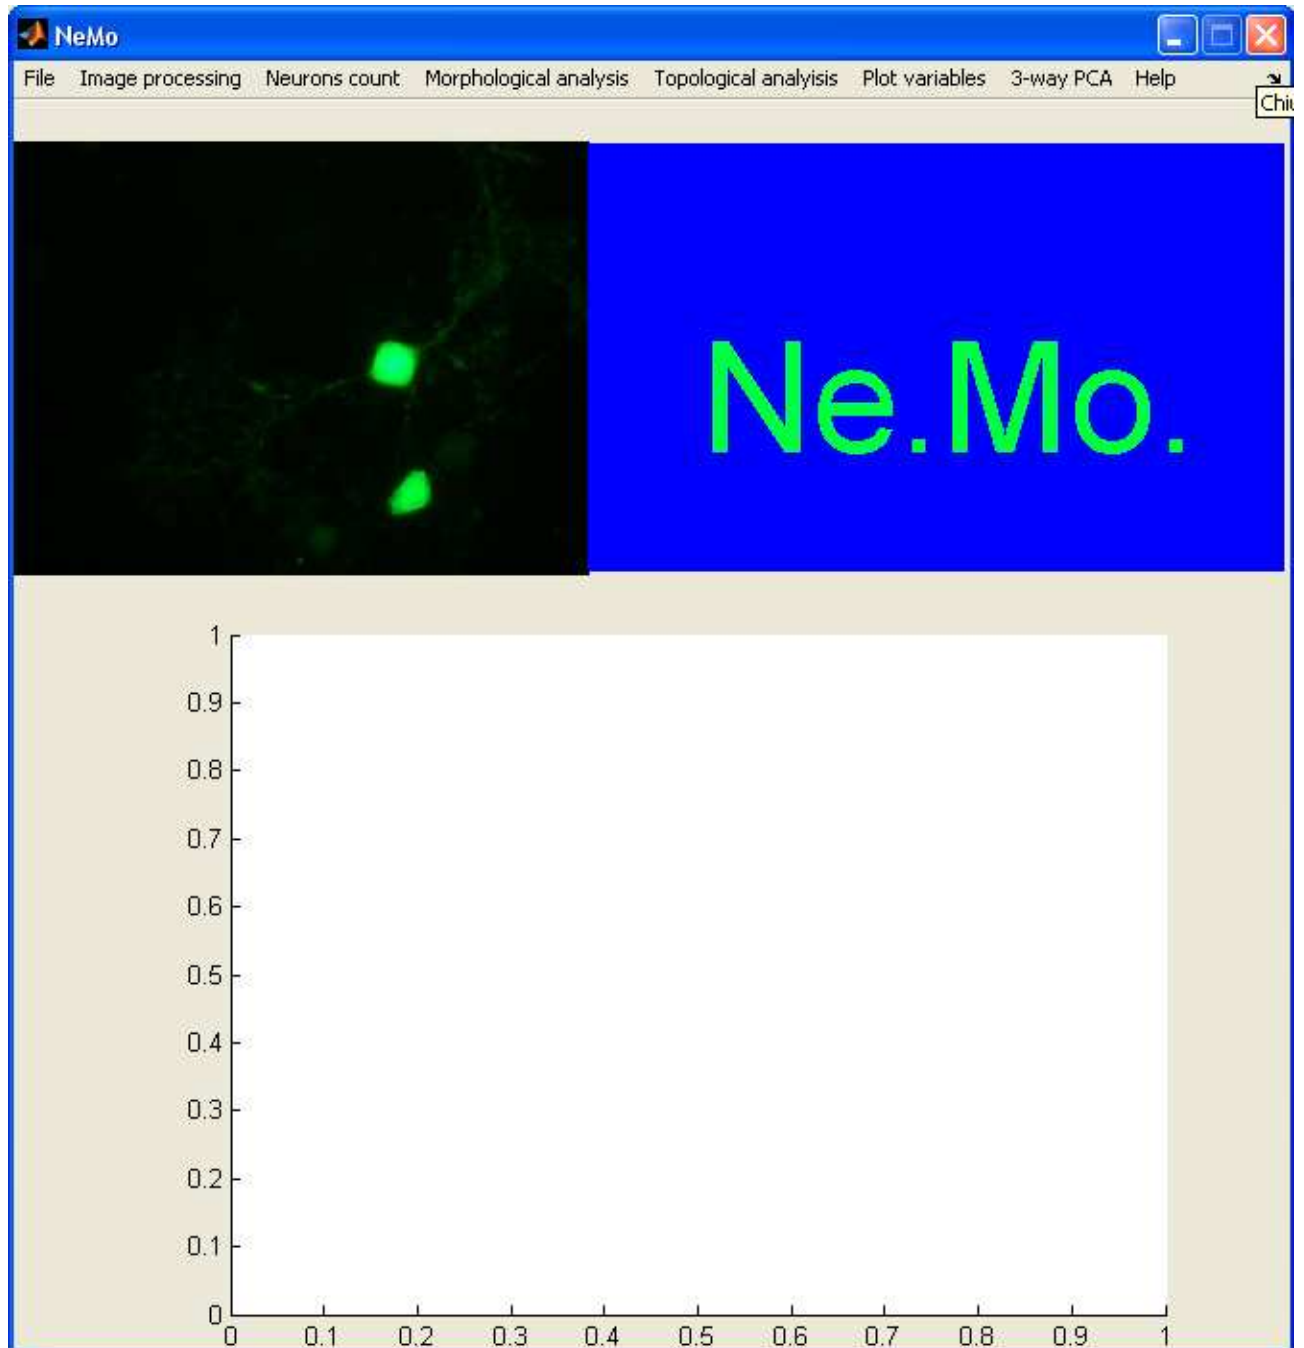 NeMo
File Image processing Neurons count Morphological analysis Topological analyisis Plot variables 3-way PCA Help
Chiu
Ne.Mo.
1
0.9
0.8
0.7
0.6
0.5
0.4
0.3
0.2
0.1
0
0 0.1 0.2 0.3 0.4 0.5 0.6 0.7 0.8 0.9 1